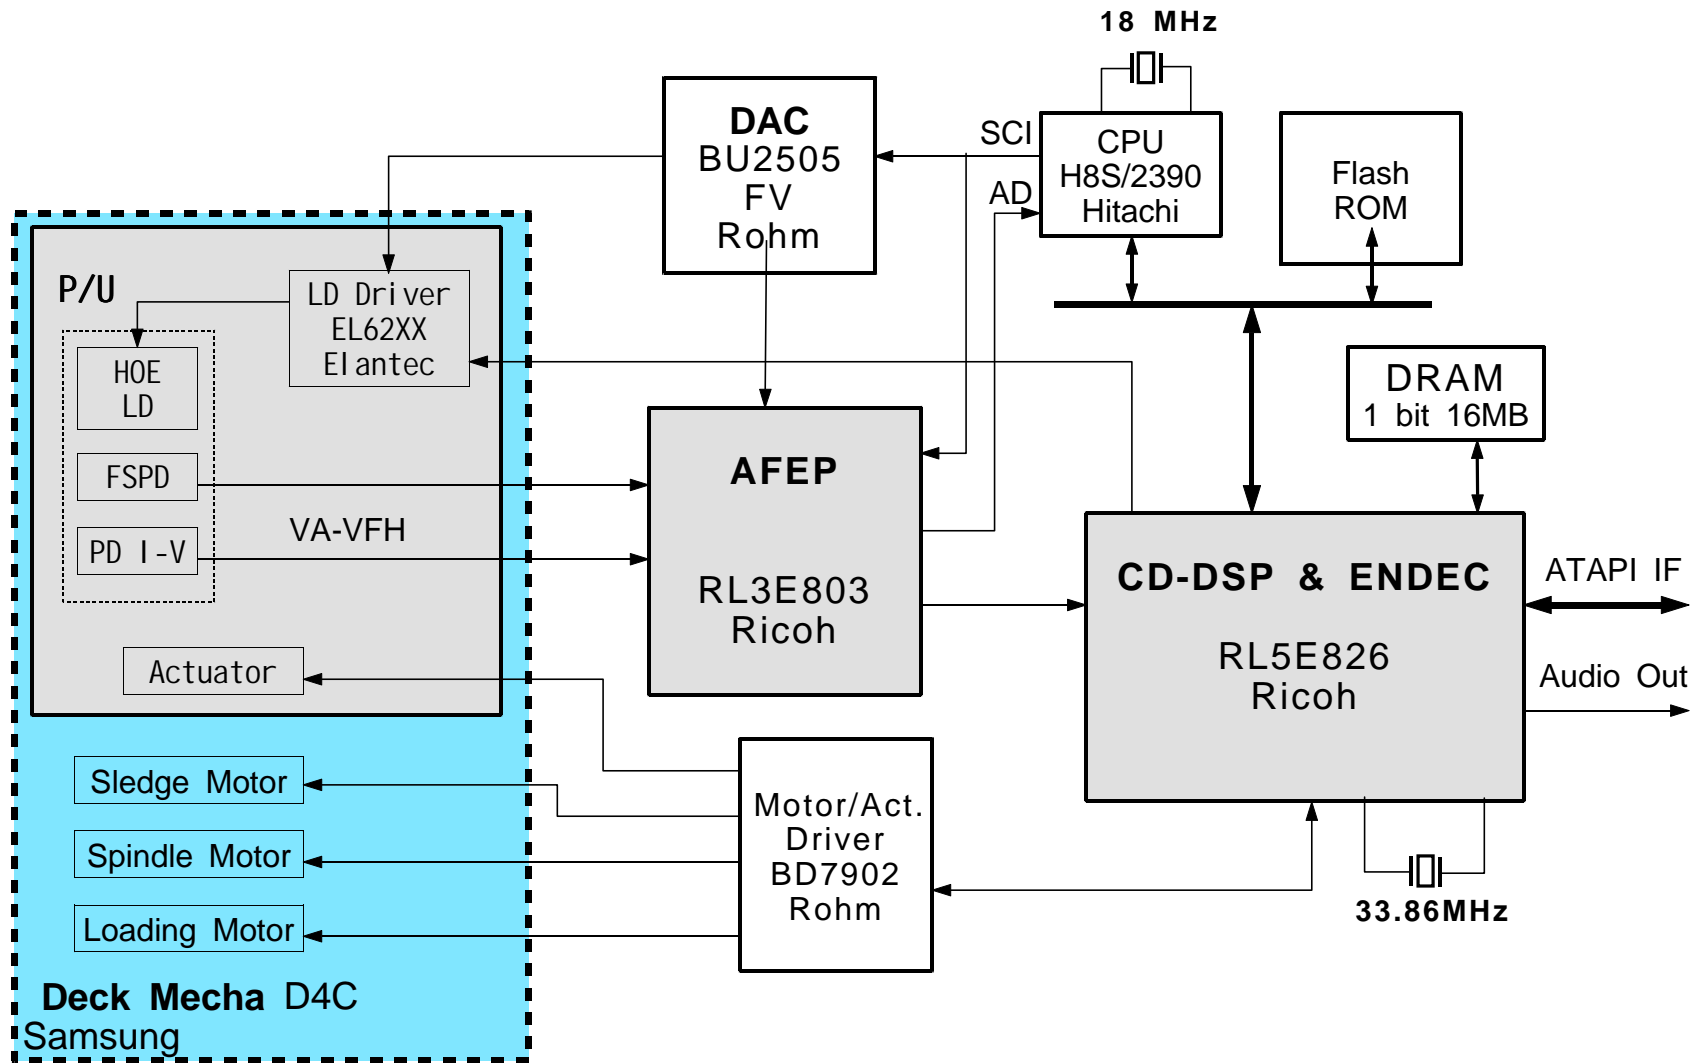 18 MHz
DAC
BU2505
FV
Rohm
SCI
AD
CPU
H8S/2390
Hitachi
Flash
ROM
P/U
LD Driver
EL62XX
Elantec
HOE
LD
FSPD
PD I-V
VA-VFH
Actuator
AFEP
RL3E803
Ricoh
DRAM
1 bit 16MB
CD-DSP & ENDEC
RL5E826
Ricoh
ATAPI IF
Audio Out
Sledge Motor
Spindle Motor
Loading Motor
Motor/Act.
Driver
BD7902
Rohm
33.86MHz
Deck Mecha D4C
Samsung